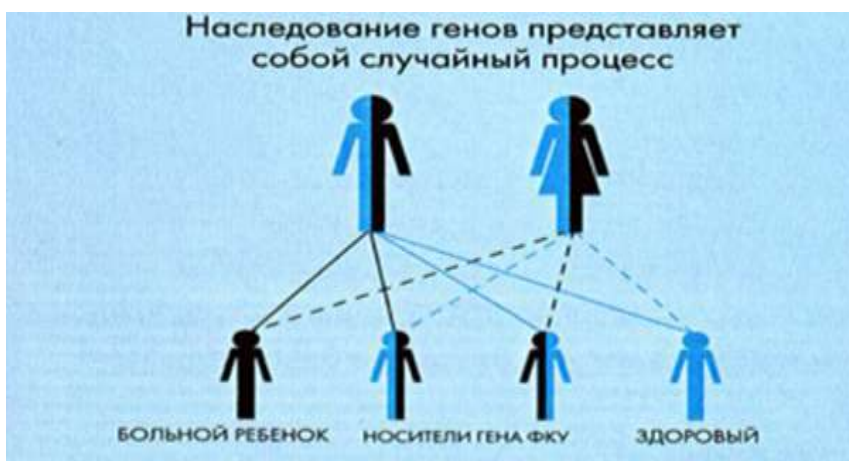 Наследование генов представляет
собой случайный процесс
БОЛЬНОЙ РЕБЕНОК НОСИТЕЛИ ГЕНА ФКУ ЗДОРОВЫЙ